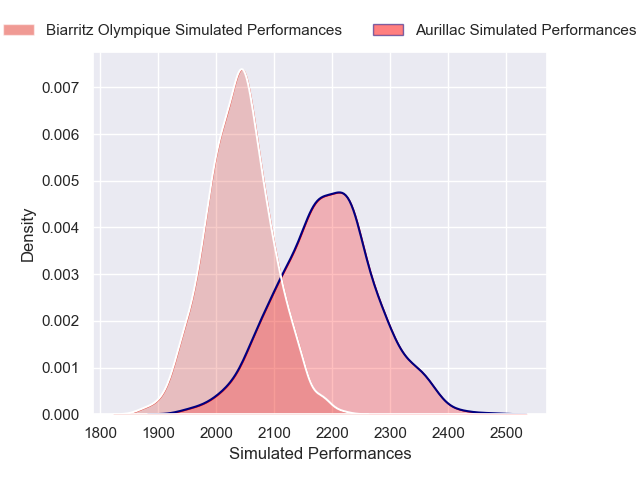 Biarritz Olympique Simulated Performances Aurillac Simulated Performances
0.007
0.006
0.005
0.004
0.003
0.002
0.001
0.000
Density
1800 1900 2000 2100 2200 2300 2400 2500
Simulated Performances